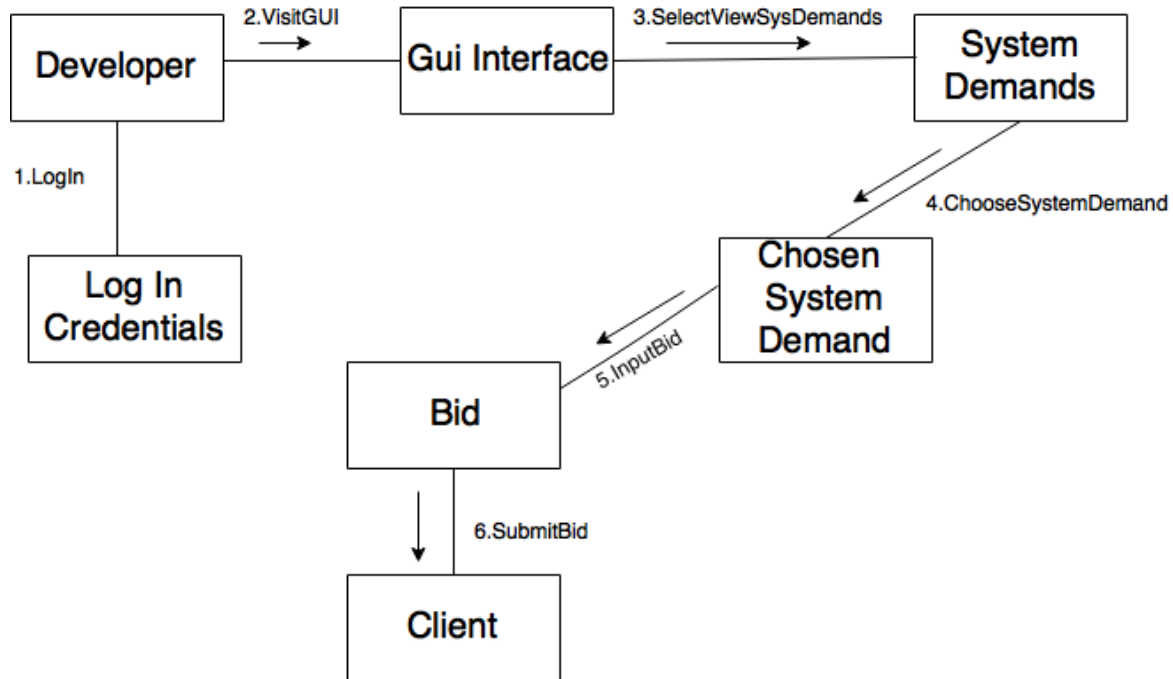 2.VisitGUI
3.SelectViewSysDemands
Developer
Gui Interface
System
Demands
1.LogIn
4.ChooseSystemDemand
Log In
Credentials
Chosen
System
Demand
5.InputBid
Bid
6.SubmitBid
Client